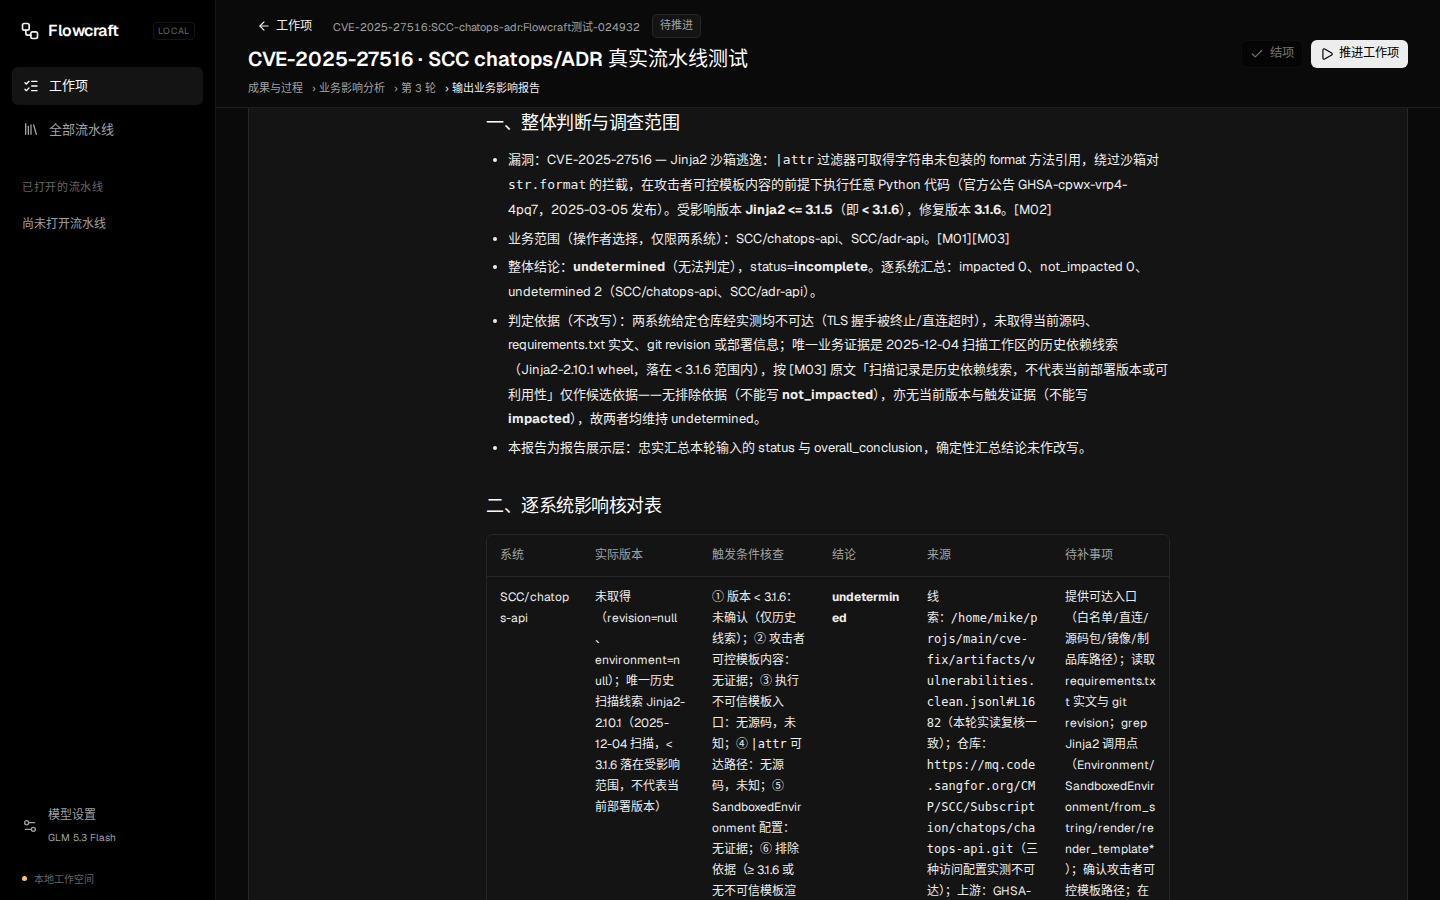 Flowcraft
LOCAL
工作项
全部流水线
已打开的流水线
尚未打开流水线
模型设置
GLM 5.3 Flash
本地工作空间
工作项
CVE-2025-27516:SCC-chatops-adr:Flowcraft测试-024932
待推进
CVE-2025-27516 · SCC chatops/ADR 真实流水线测试
成果与过程 › 业务影响分析 › 第 3 轮 › 输出业务影响报告
结项
推进工作项
一、整体判断与调查范围
• 漏洞：CVE-2025-27516 — Jinja2 沙箱逃逸：|attr 过滤器可取得字符串未包装的 format 方法引用，绕过沙箱对
str.format 的拦截，在攻击者可控模板内容的前提下执行任意 Python 代码（官方公告 GHSA-cpwx-vrp4-
4pq7，2025-03-05 发布）。受影响版本 Jinja2 <= 3.1.5（即 < 3.1.6），修复版本 3.1.6。[M02]
• 业务范围（操作者选择，仅限两系统）：SCC/chatops-api、SCC/adr-api。[M01][M03]
• 整体结论：undetermined（无法判定），status=incomplete。逐系统汇总：impacted 0、not_impacted 0、
undetermined 2（SCC/chatops-api、SCC/adr-api）。
• 判定依据（不改写）：两系统给定仓库经实测均不可达（TLS 握手被终止/直连超时），未取得当前源码、
requirements.txt 实文、git revision 或部署信息；唯一业务证据是 2025-12-04 扫描工作区的历史依赖线索
（Jinja2-2.10.1 wheel，落在 < 3.1.6 范围内），按 [M03] 原文「扫描记录是历史依赖线索，不代表当前部署版本或可
利用性」仅作候选依据——无排除依据（不能写 not_impacted），亦无当前版本与触发证据（不能写
impacted），故两者均维持 undetermined。
• 本报告为报告展示层：忠实汇总本轮输入的 status 与 overall_conclusion，确定性汇总结论未作改写。
二、逐系统影响核对表
系统
实际版本
触发条件核查
结论
来源
待补事项
SCC/chatop
s-api
未取得
（revision=null
、
environment=n
ull）；唯一历史
扫描线索 Jinja2-
2.10.1（2025-
12-04 扫描，<
3.1.6 落在受影响
范围，不代表当
前部署版本）
① 版本 < 3.1.6：
未确认（仅历史
线索）；② 攻击者
可控模板内容：
无证据；③ 执行
不可信模板入
口：无源码，未
知；④ |attr 可
达路径：无源
码，未知；⑤
SandboxedEnvir
onment 配置：
无证据；⑥ 排除
依据（≥ 3.1.6 或
无不可信模板渲
undetermin
ed
线
索：/home/mike/p
rojs/main/cve-
fix/artifacts/v
ulnerabilities.
clean.jsonl#L16
82（本轮实读复核一
致）；仓库：
https://mq.code
.sangfor.org/CM
P/SCC/Subscript
ion/chatops/cha
tops-api.git（三
种访问配置实测不可
达）；上游：GHSA-
提供可达入口
（白名单/直连/
源码包/镜像/制
品库路径）；读取
requirements.tx
t 实文与 git
revision；grep
Jinja2 调用点
（Environment/
SandboxedEnvir
onment/from_s
tring/render/re
nder_template*
）；确认攻击者可
控模板路径；在